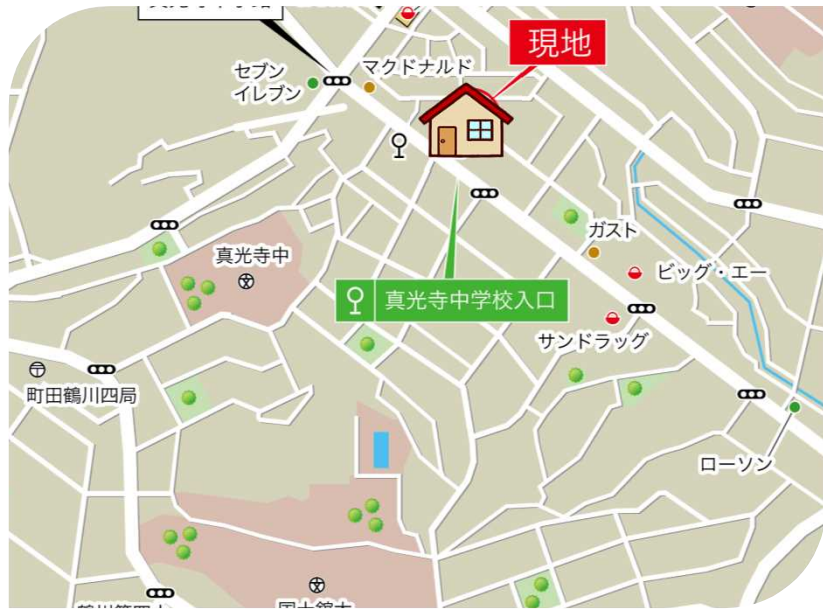 現地
セブン
イレブン
マクドナルド
ガスト
真光寺中
ビッグ・エー
真光寺中学校入口
サンドラッグ
町田鶴川四局
ローソン